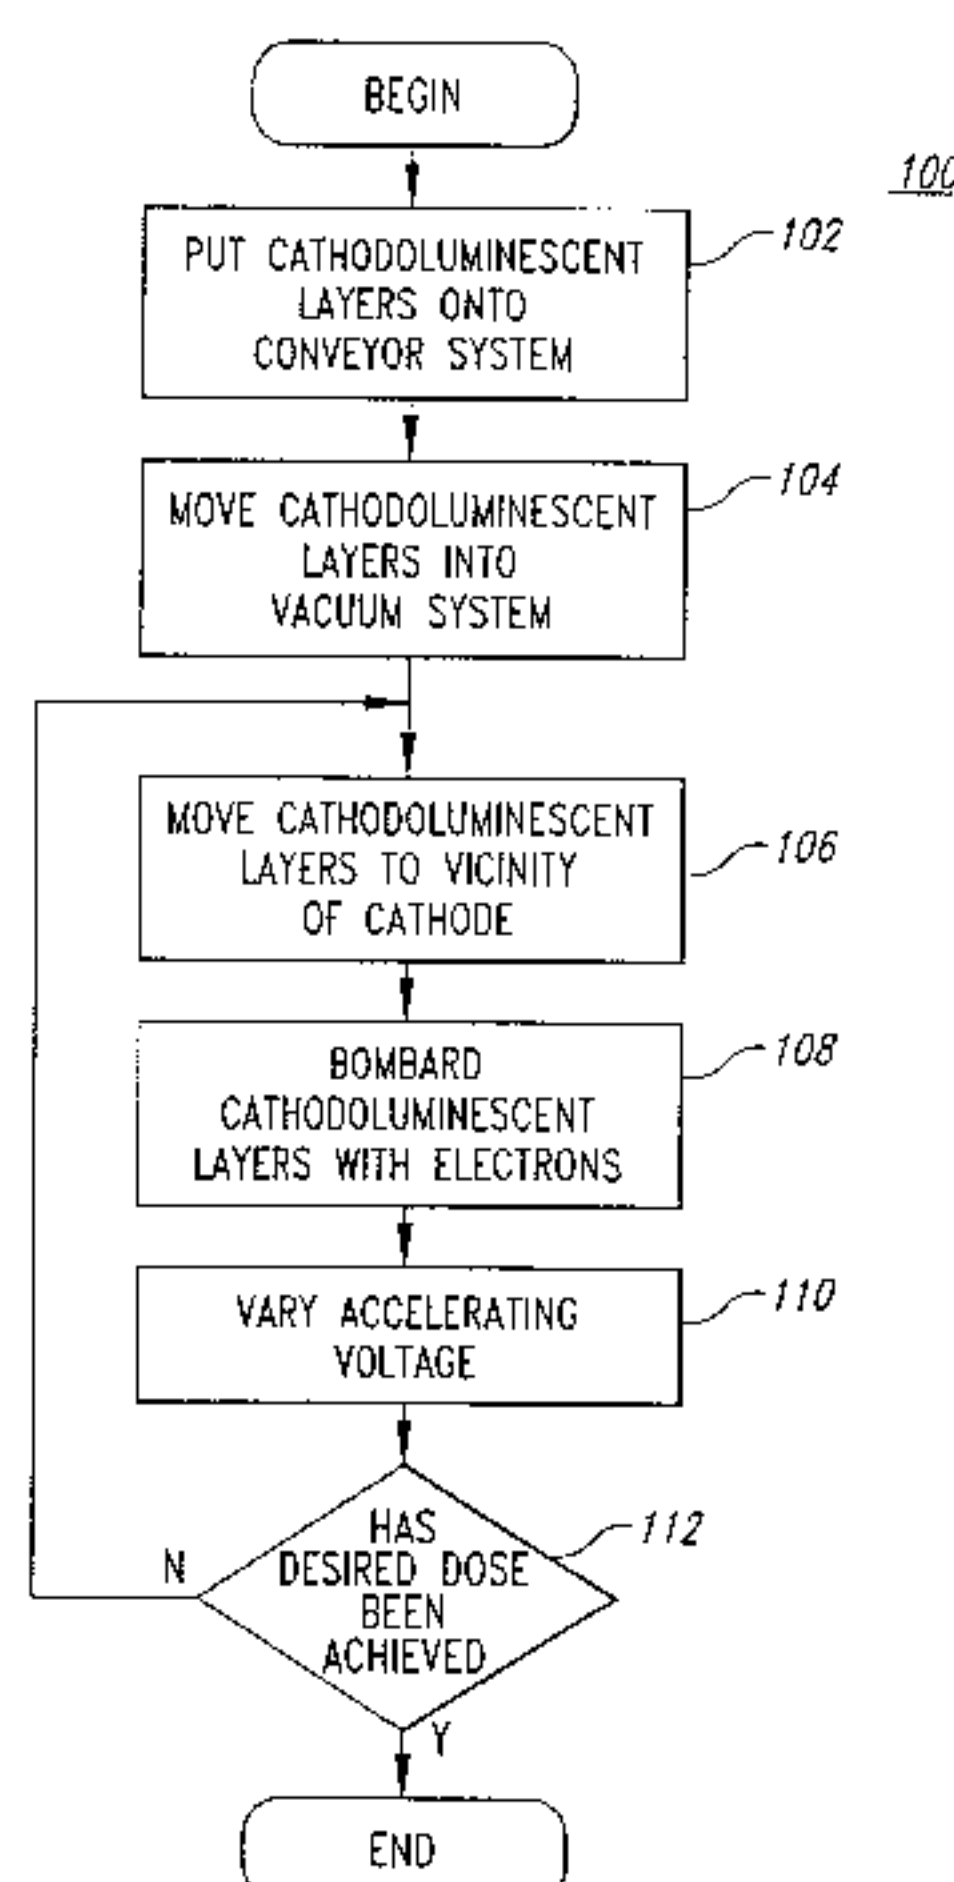 BEGIN
100
PUT CATHODOLUMINESCENT
LAYERS ONTO
CONVEYOR SYSTEM
102
MOVE CATHODOLUMINESCENT
LAYERS INTO
VACUUM SYSTEM
104
MOVE CATHODOLUMINESCENT
LAYERS TO VICINITY
OF CATHODE
106
BOMBARD
CATHODOLUMINESCENT
LAYERS WITH ELECTRONS
108
VARY ACCELERATING
VOLTAGE
110
HAS
DESIRED DOSE
BEEN
ACHIEVED
112
N
Y
END